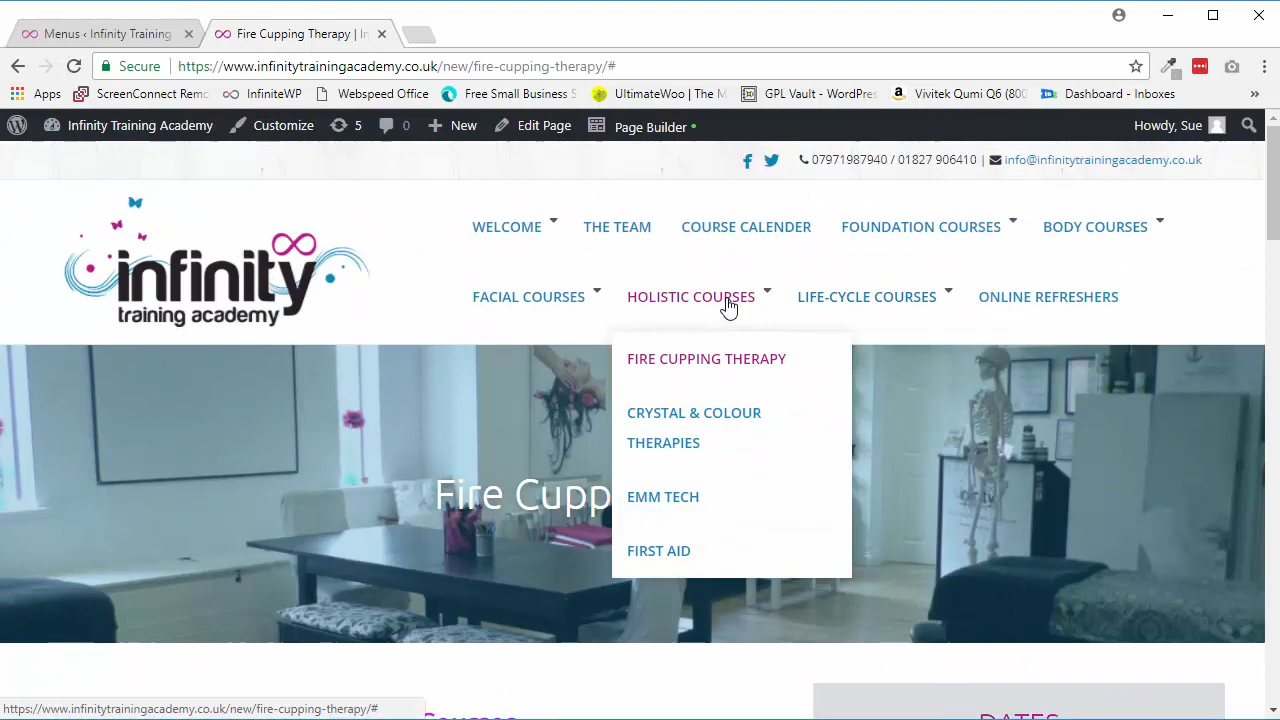 Menus ‹ Infinity Training
Fire Cupping Therapy | In
Secure
https://www.infinitytrainingacademy.co.uk/new/fire-cupping-therapy/#
Apps
ScreenConnect Rem
InfiniteWP
Webspeed Office
Free Small Business S
UltimateWoo | The M
GPL Vault - WordPre
Vivitek Qumi Q6 (800
Dashboard - Inboxes
»
Infinity Training Academy
Customize
5
0
New
Edit Page
Page Builder
Howdy, Sue
07971987940 / 01827 906410 | info@infinitytrainingacademy.co.uk
infinity
training academy
WELCOME
THE TEAM
COURSE CALENDER
FOUNDATION COURSES
BODY COURSES
FACIAL COURSES
HOLISTIC COURSES
LIFE-CYCLE COURSES
ONLINE REFRESHERS
FIRE CUPPING THERAPY
CRYSTAL & COLOUR
THERAPIES
EMM TECH
FIRST AID
Fire Cupp
Courses
DATES
https://www.infinitytrainingacademy.co.uk/new/fire-cupping-therapy/#